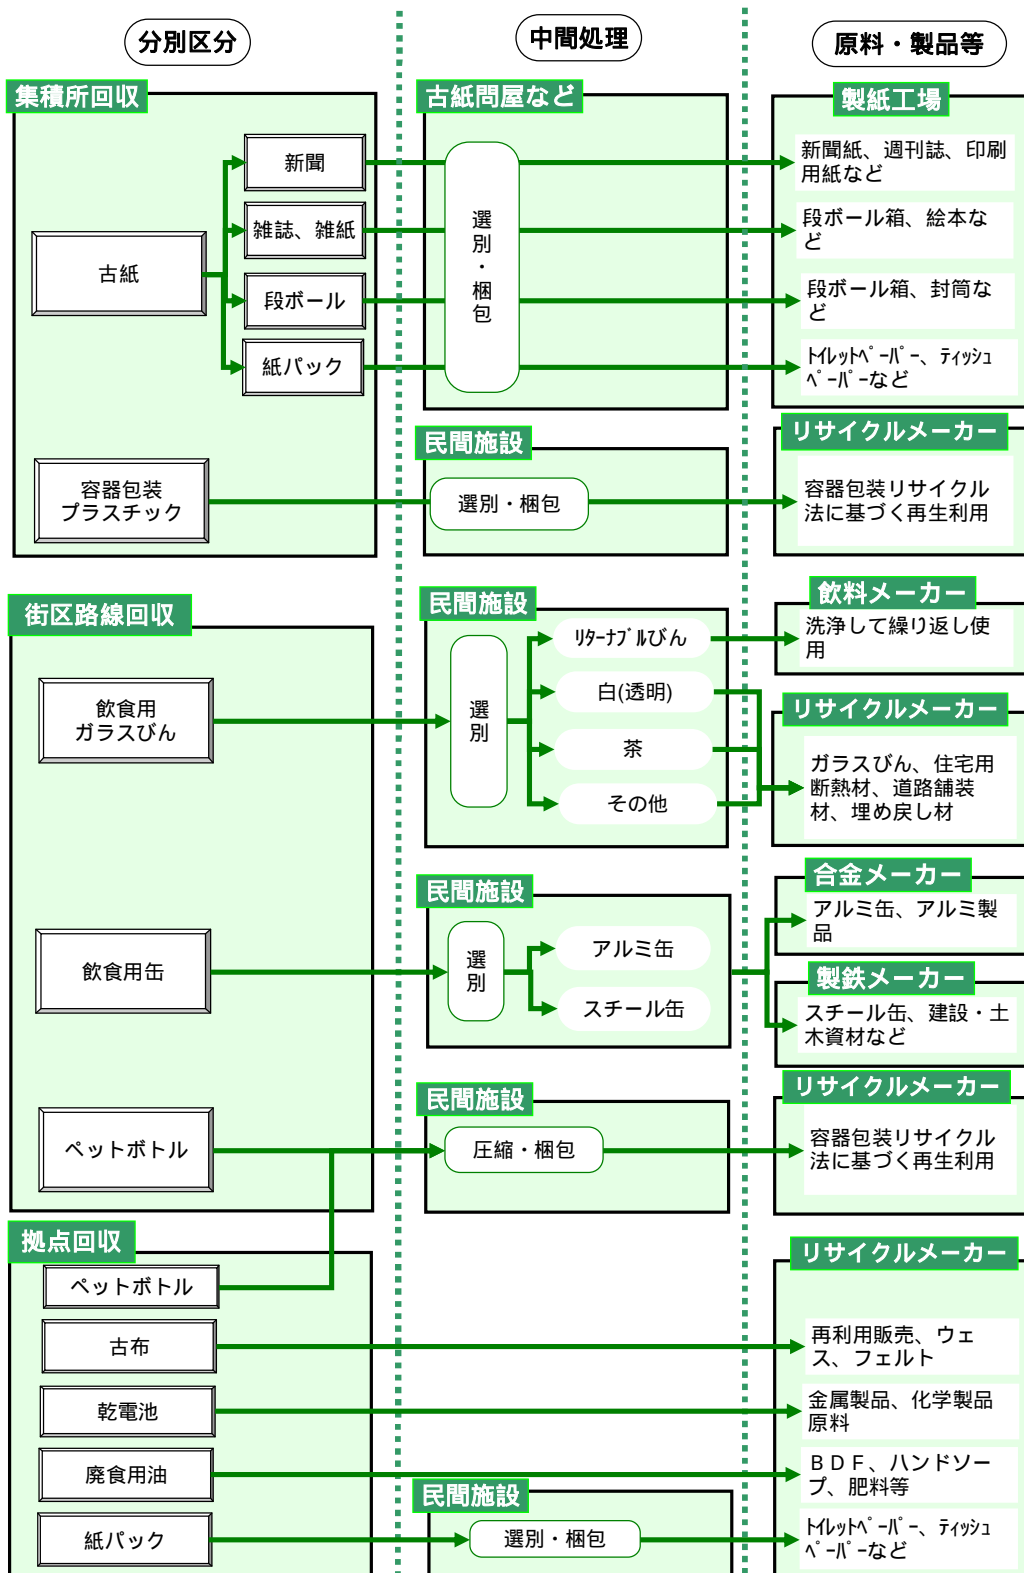 分別区分
中間処理
原料・製品等
集積所回収
古紙問屋など
製紙工場
古紙
新聞
雑誌、雑紙
段ボール
紙パック
選
別
・
梱
包
新聞紙、週刊誌、印刷
用紙など
段ボール箱、絵本な
ど
段ボール箱、封筒な
ど
ﾄｲﾚｯﾄﾍﾟｰﾊﾟｰ、ﾃｨｯｼｭ
ﾍﾟｰﾊﾟｰなど
民間施設
リサイクルメーカー
容器包装
プラスチック
選別・梱包
容器包装リサイクル
法に基づく再生利用
街区路線回収
民間施設
飲料メーカー
飲食用
ガラスびん
選
別
ﾘﾀｰﾅﾌﾞﾙびん
白(透明)
茶
その他
洗浄して繰り返し使
用
リサイクルメーカー
ガラスびん、住宅用
断熱材、道路舗装
材、埋め戻し材
民間施設
合金メーカー
飲食用缶
選
別
アルミ缶
スチール缶
アルミ缶、アルミ製
品
製鉄メーカー
スチール缶、建設・土
木資材など
民間施設
リサイクルメーカー
ペットボトル
圧縮・梱包
容器包装リサイクル
法に基づく再生利用
拠点回収
リサイクルメーカー
ペットボトル
古布
再利用販売、ウェ
ス、フェルト
乾電池
金属製品、化学製品
原料
廃食用油
ＢＤＦ、ハンドソー
プ、肥料等
民間施設
紙パック
選別・梱包
ﾄｲﾚｯﾄﾍﾟｰﾊﾟｰ、ﾃｨｯｼｭ
ﾍﾟｰﾊﾟｰなど